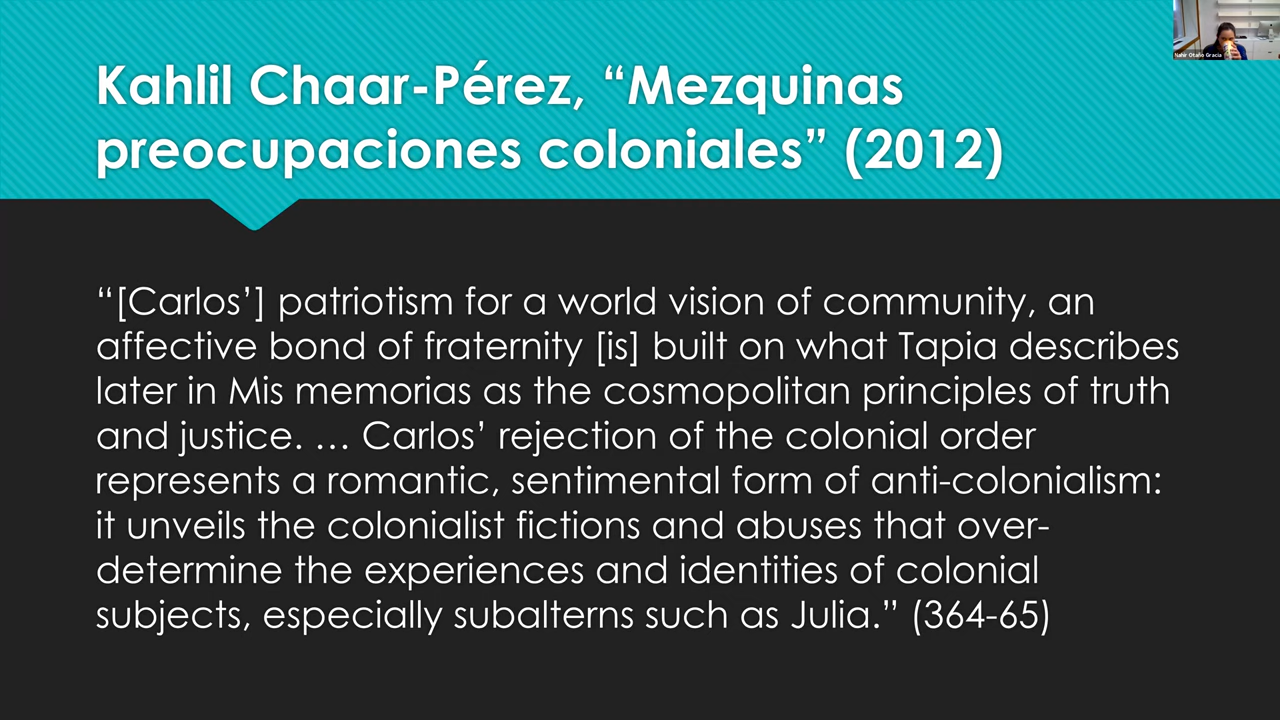 Kahlil Chaar-Pérez, “Mezquinas
preocupaciones coloniales” (2012)
Nahir Otaño Gracia
“[Carlos’] patriotism for a world vision of community, an
affective bond of fraternity [is] built on what Tapia describes
later in Mis memorias as the cosmopolitan principles of truth
and justice. … Carlos’ rejection of the colonial order
represents a romantic, sentimental form of anti-colonialism:
it unveils the colonialist fictions and abuses that over-
determine the experiences and identities of colonial
subjects, especially subalterns such as Julia.” (364-65)